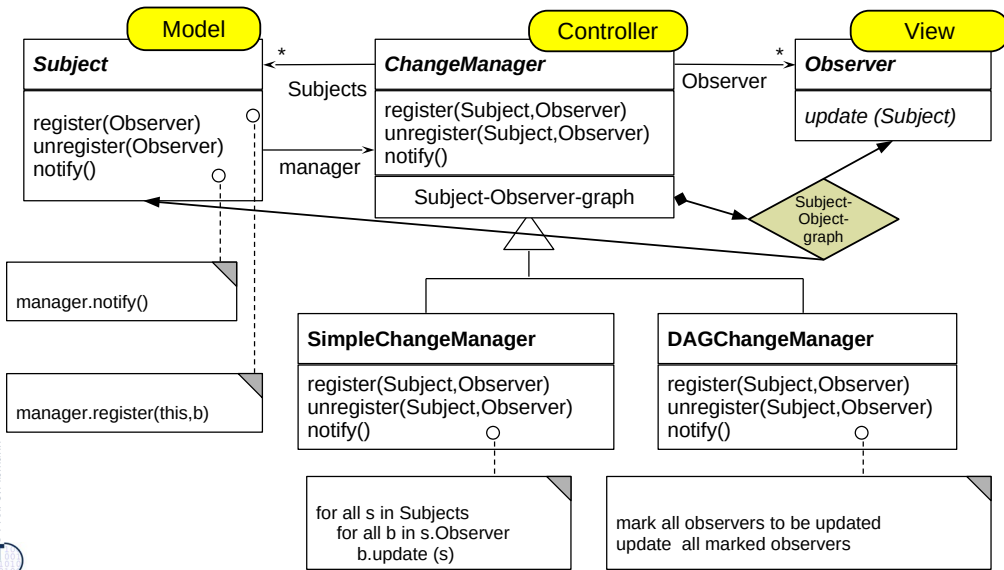 Model
Controller
View
Subject
register(Observer)
unregister(Observer)
notify()
*
Subjects
manager
ChangeManager
register(Subject,Observer)
unregister(Subject,Observer)
notify()
Subject-Observer-graph
*
Observer
Observer
update (Subject)
Subject-
Object-
graph
manager.notify()
manager.register(this,b)
SimpleChangeManager
register(Subject,Observer)
unregister(Subject,Observer)
notify()
DAGChangeManager
register(Subject,Observer)
unregister(Subject,Observer)
notify()
for all s in Subjects
for all b in s.Observer
b.update (s)
mark all observers to be updated
update all marked observers